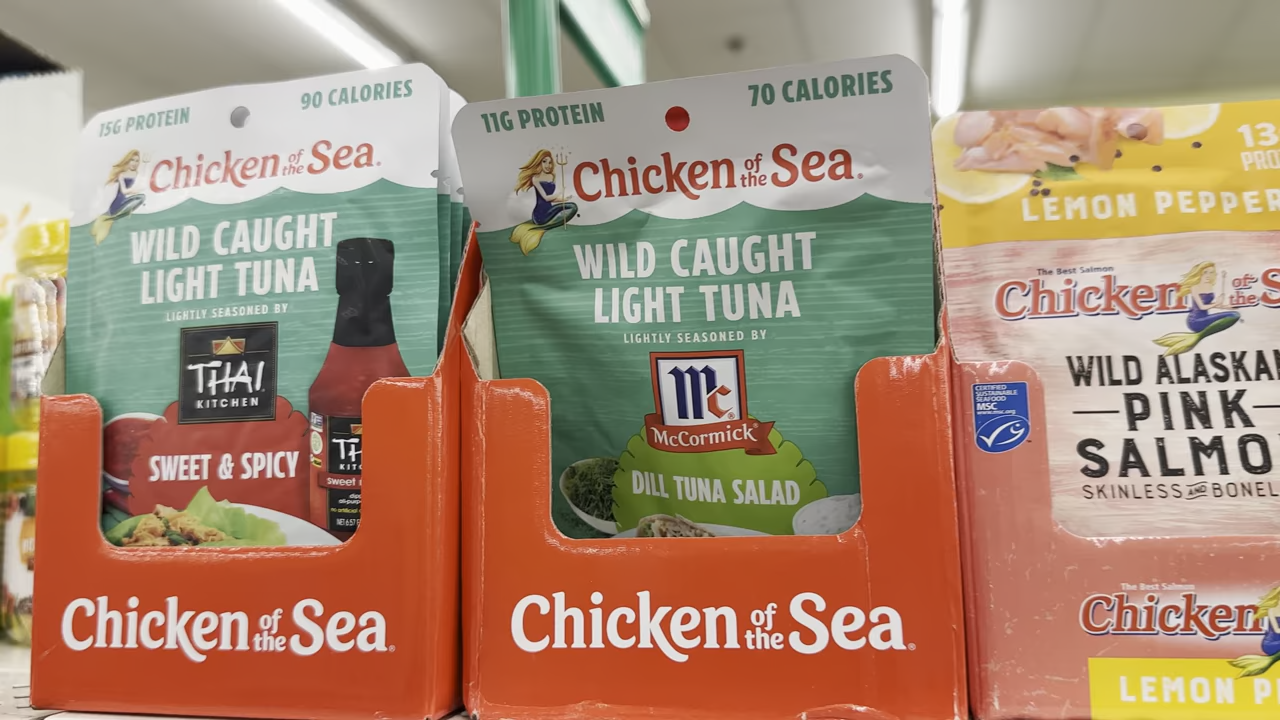 15G PROTEIN
90 CALORIES
Chicken of the Sea®
WILD CAUGHT
LIGHT TUNA
LIGHTLY SEASONED BY
THAI
KITCHEN
SWEET & SPICY
Chicken of the Sea®
11G PROTEIN
70 CALORIES
Chicken of the Sea®
WILD CAUGHT
LIGHT TUNA
LIGHTLY SEASONED BY
Mc®
McCormick®
DILL TUNA SALAD
Chicken of the Sea®
13
PRO
LEMON PEPPER
The Best Salmon
Chicken of the S
CERTIFIED
SUSTAINABLE
SEAFOOD
MSC
www.msc.org
WILD ALASKAN
PINK
SALMO
SKINLESS AND BONEL
The Best Salmon
Chicken
LEMON P